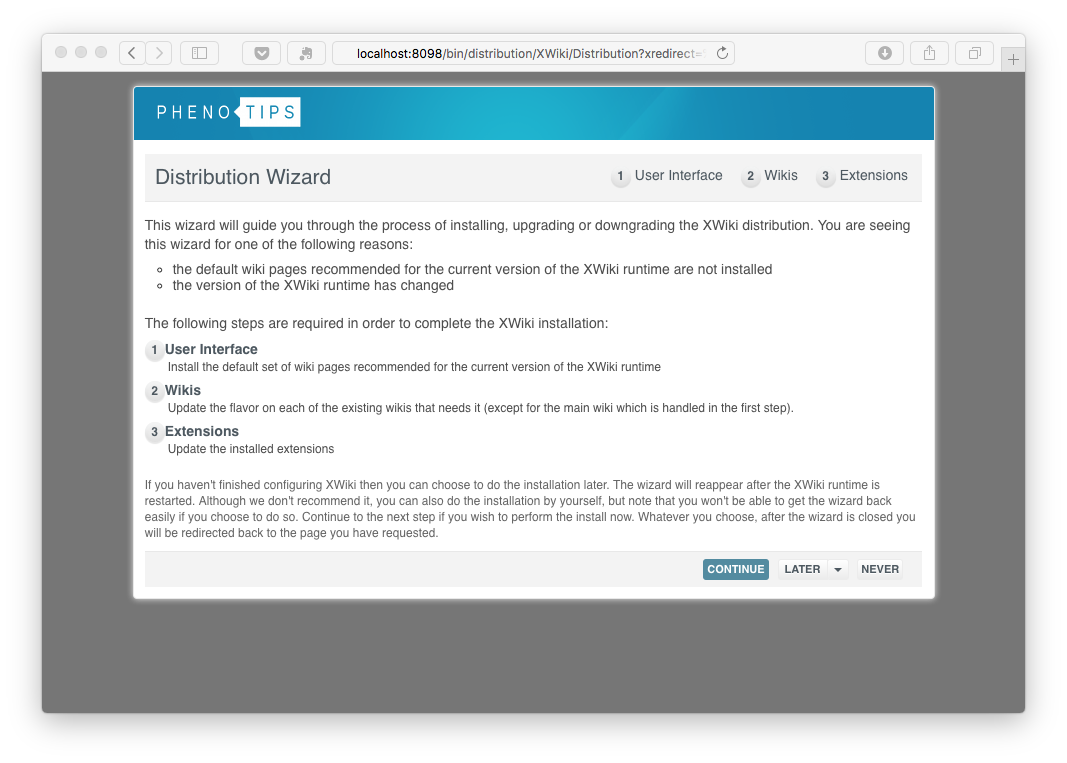 localhost:8098/bin/distribution/XWiki/Distribution?xredirect=
PHENO TIPS
Distribution Wizard
1 User Interface 2 Wikis 3 Extensions
This wizard will guide you through the process of installing, upgrading or downgrading the XWiki distribution. You are seeing
this wizard for one of the following reasons:
the default wiki pages recommended for the current version of the XWiki runtime are not installed
the version of the XWiki runtime has changed
The following steps are required in order to complete the XWiki installation:
1 User Interface
Install the default set of wiki pages recommended for the current version of the XWiki runtime
2 Wikis
Update the flavor on each of the existing wikis that needs it (except for the main wiki which is handled in the first step).
3 Extensions
Update the installed extensions
If you haven't finished configuring XWiki then you can choose to do the installation later. The wizard will reappear after the XWiki runtime is
restarted. Although we don't recommend it, you can also do the installation by yourself, but note that you won't be able to get the wizard back
easily if you choose to do so. Continue to the next step if you wish to perform the install now. Whatever you choose, after the wizard is closed you
will be redirected back to the page you have requested.
CONTINUE LATER NEVER